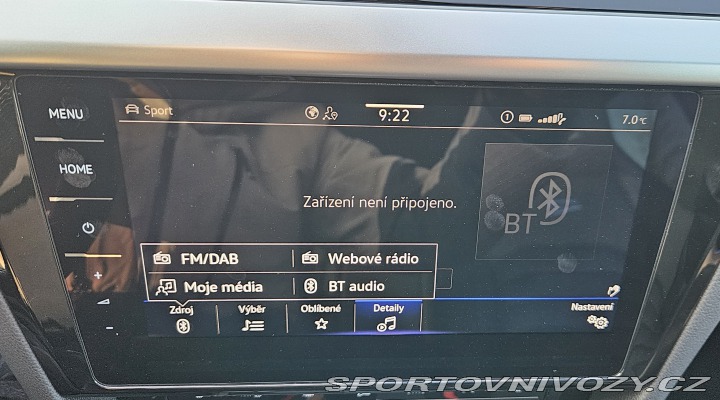 MENU
Sport
9:22
1
7.0°C
HOME
Zařízení není připojeno.
BT
FM/DAB
Webové rádio
Moje média
BT audio
+
-
Zdroj
Výběr
Oblíbené
Detaily
Nastavení
SPORTOVNIVOZY.CZ